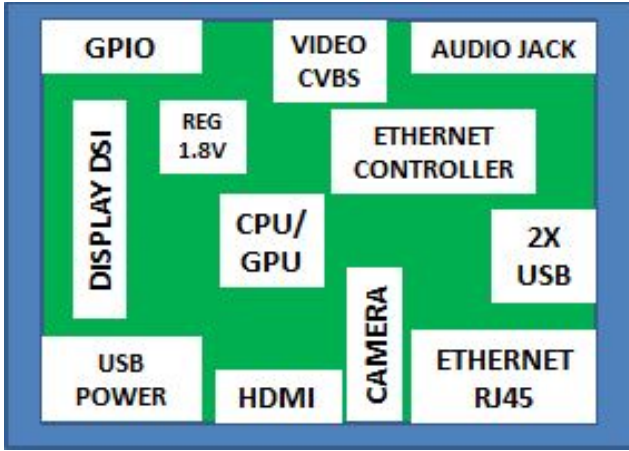 GPIO
VIDEO
CVBS
AUDIO JACK
DISPLAY DSI
REG
1.8V
ETHERNET
CONTROLLER
CPU/
GPU
2X
USB
CAMERA
USB
POWER
HDMI
ETHERNET
RJ45